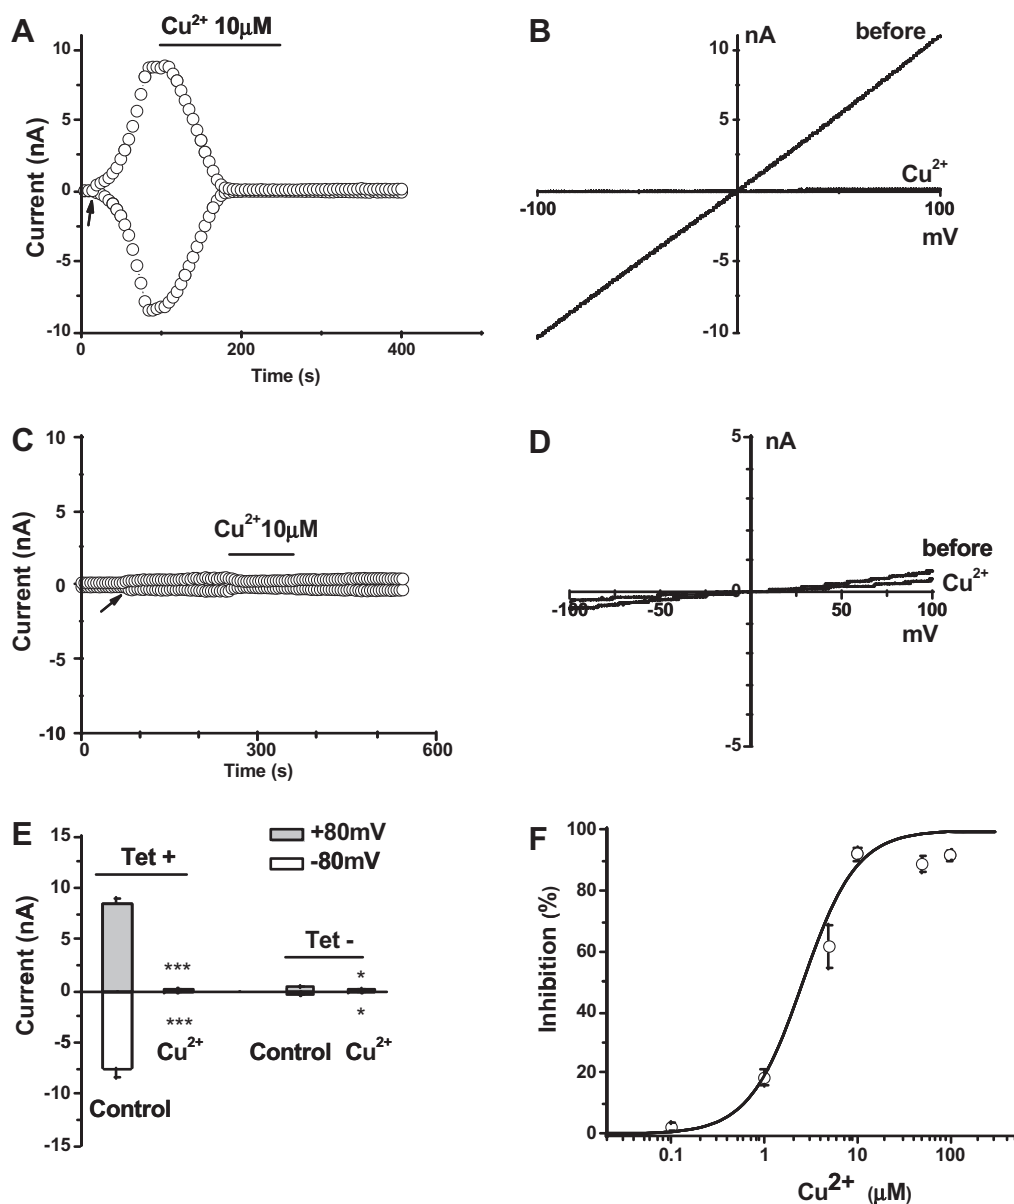 A
Cu2+ 10μM
10
5
0
-5
-10
Current (nA)
0 200 400
Time (s)
B
nA
before
10
5
Cu2+
-100 0 100
mV
-5
-10
C
10
5
0
-5
-10
Current (nA)
Cu2+10μM
0 300 600
Time (s)
D
5
nA
before
Cu2+
-100 -50 0 50 100
mV
-5
E
15
10
5
0
-5
-10
-15
Current (nA)
+80mV
-80mV
Tet +
Tet -
*** *
*** *
Cu2+ Control Cu2+
Control
F
100
80
60
40
20
0
Inhibition (%)
0.1 1 10 100
Cu2+ (μM)